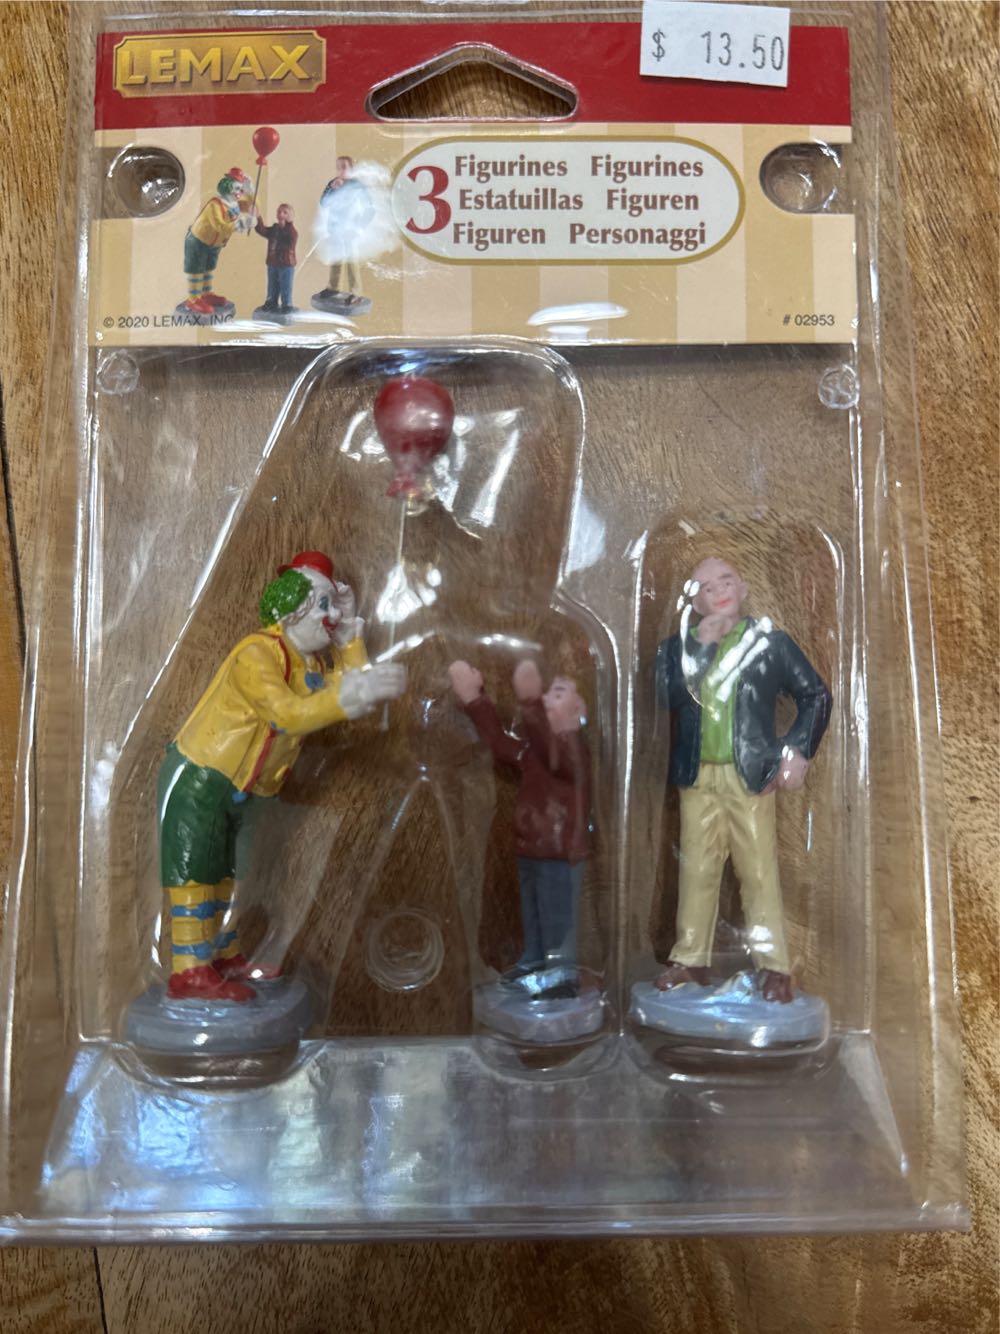 LEMAX
$ 13.50
3
Figurines Figurines
Estatuillas Figuren
Figuren Personaggi
© 2020 LEMAX, INC
# 02953